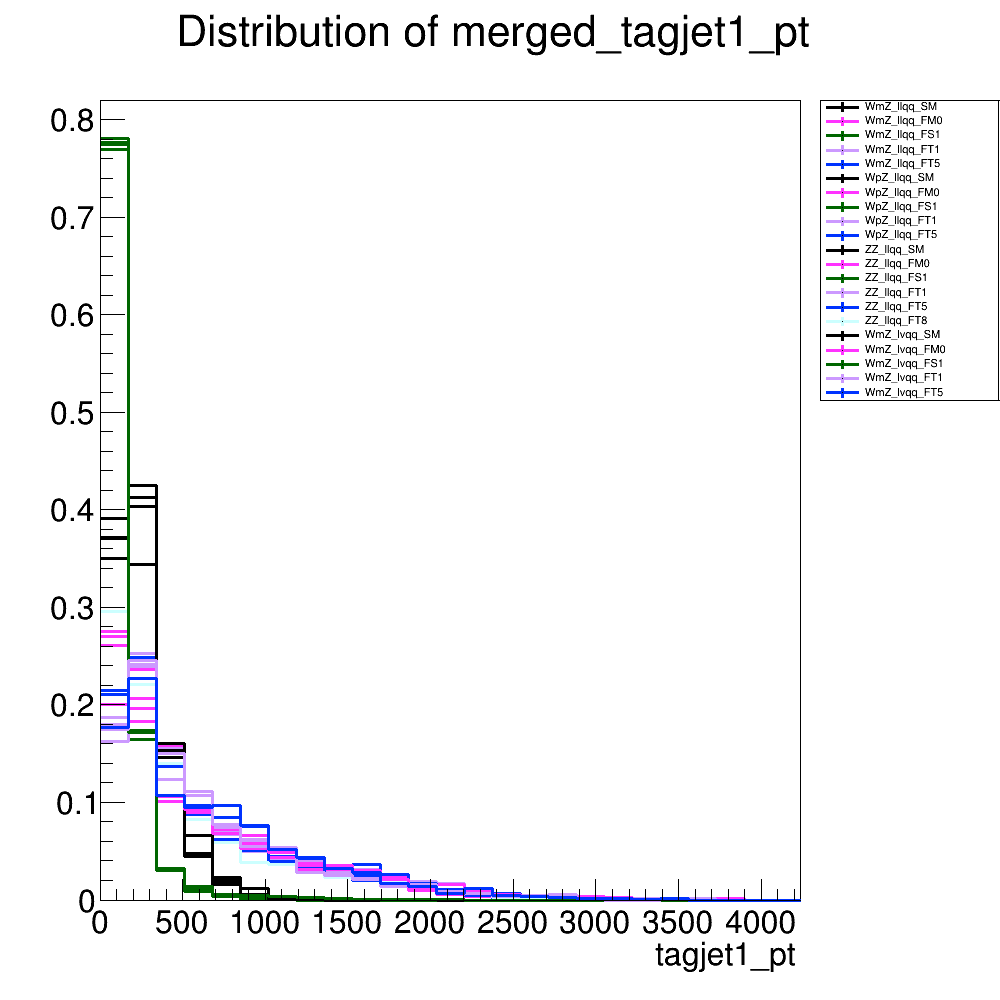 Distribution of merged_tagjet1_pt
WmZ_llqq_SM
WmZ_llqq_FM0
WmZ_llqq_FS1
WmZ_llqq_FT1
WmZ_llqq_FT5
WpZ_llqq_SM
WpZ_llqq_FM0
WpZ_llqq_FS1
WpZ_llqq_FT1
WpZ_llqq_FT5
ZZ_llqq_SM
ZZ_llqq_FM0
ZZ_llqq_FS1
ZZ_llqq_FT1
ZZ_llqq_FT5
ZZ_llqq_FT8
WmZ_lvqq_SM
WmZ_lvqq_FM0
WmZ_lvqq_FS1
WmZ_lvqq_FT1
WmZ_lvqq_FT5
0.8
0.7
0.6
0.5
0.4
0.3
0.2
0.1
0
0 500 1000 1500 2000 2500 3000 3500 4000
tagjet1_pt